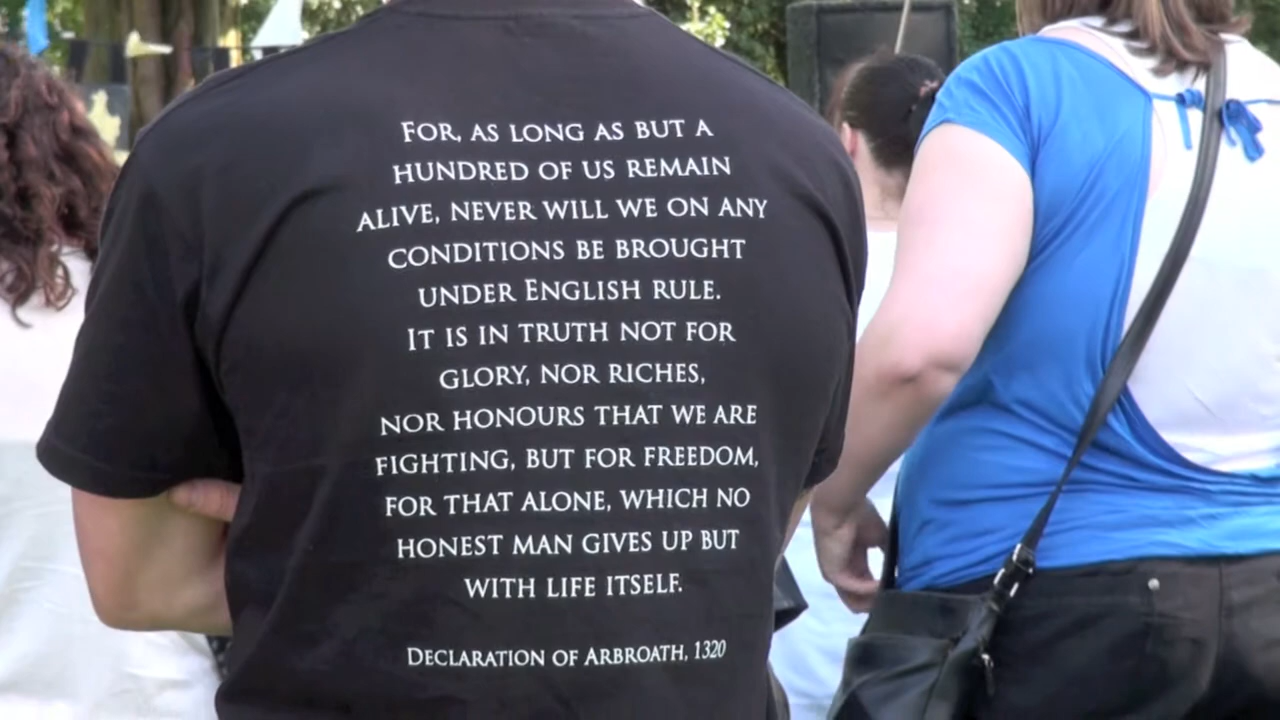 For, as long as but a
hundred of us remain
alive, never will we on any
conditions be brought
under English rule.
It is in truth not for
glory, nor riches,
nor honours that we are
fighting, but for freedom,
for that alone, which no
honest man gives up but
with life itself.
Declaration of Arbroath, 1320